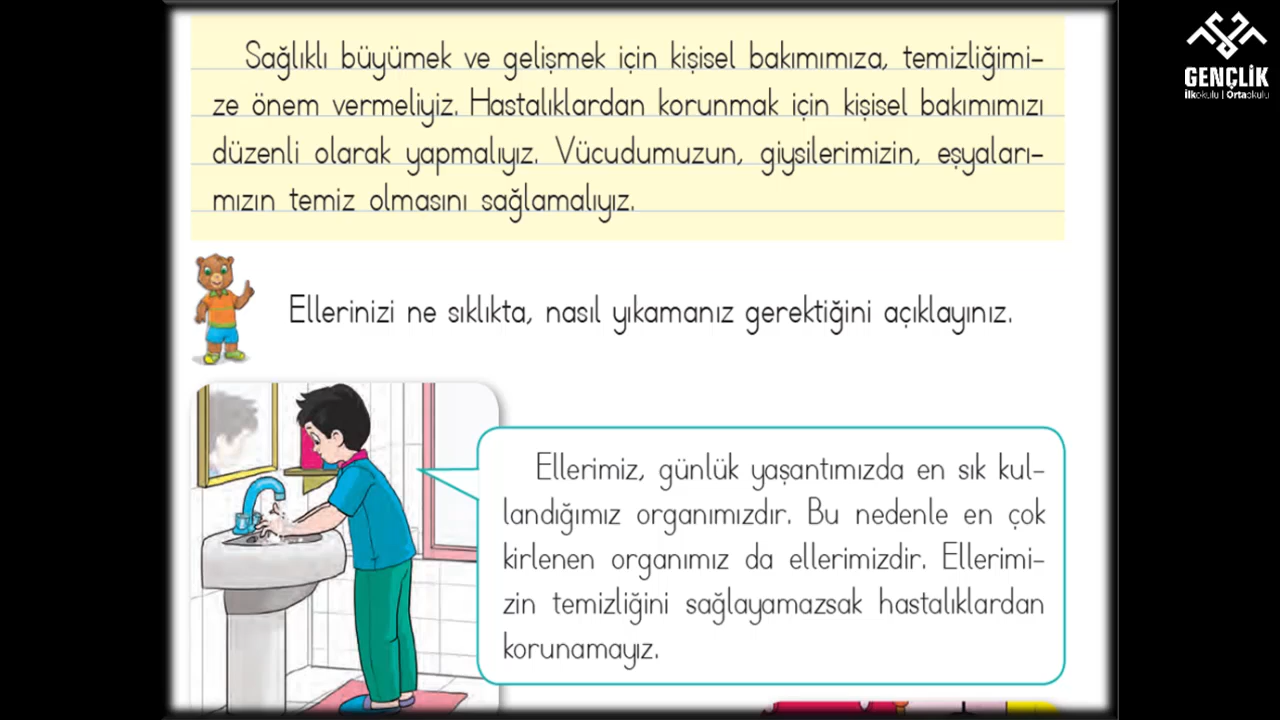 Sağlıklı büyümek ve gelişmek için kişisel bakımımıza, temizliğimi-
ze önem vermeliyiz. Hastalıklardan korunmak için kişisel bakımımızı
düzenli olarak yapmalıyız. Vücudumuzun, giysilerimizin, eşyaları-
mızın temiz olmasını sağlamalıyız.
Ellerinizi ne sıklıkta, nasıl yıkamanız gerektiğini açıklayınız.
Ellerimiz, günlük yaşantımızda en sık kul-
landığımız organımızdır. Bu nedenle en çok
kirlenen organımız da ellerimizdir. Ellerimi-
zin temizliğini sağlayamazsak hastalıklardan
korunamayız.
GENÇLİK
İlkokulu | Ortaokulu